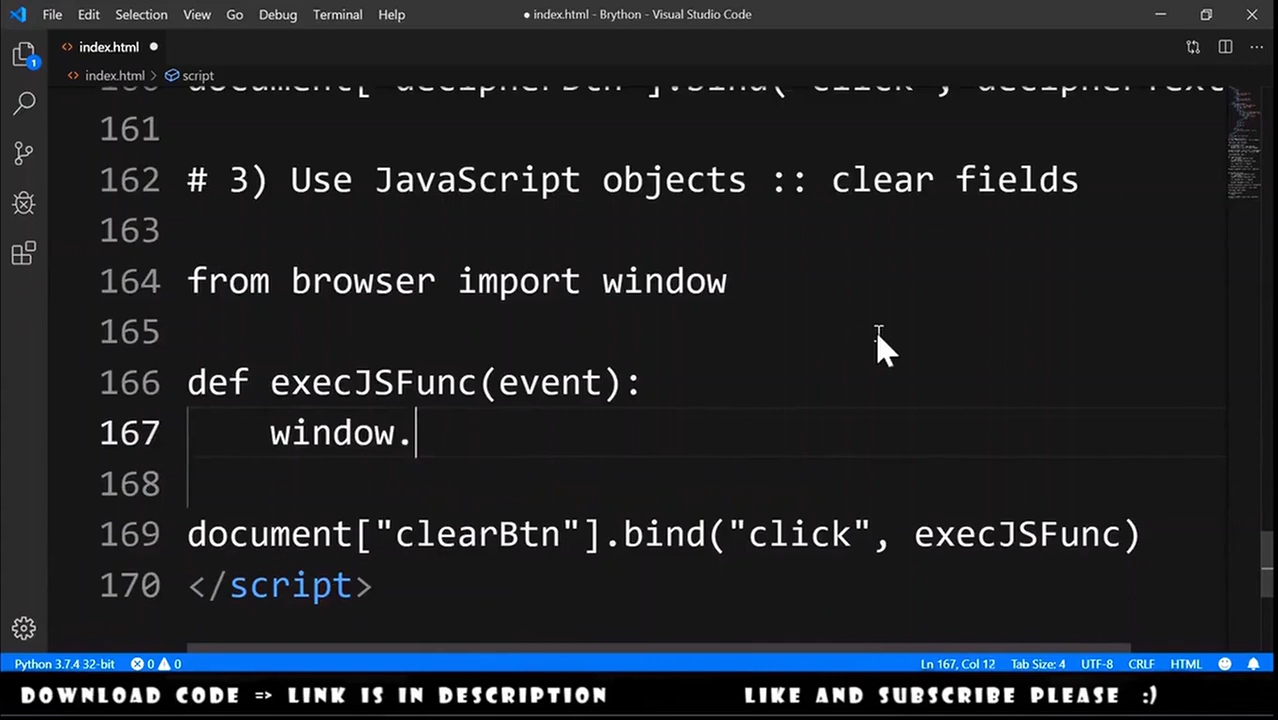 File Edit Selection View Go Debug Terminal Help
● index.html - Brython - Visual Studio Code
index.html ●
index.html > script
1
161
162 # 3) Use JavaScript objects :: clear fields
163
164 from browser import window
165
166 def execJSFunc(event):
167 window.
168
169 document["clearBtn"].bind("click", execJSFunc)
170 </script>
Python 3.7.4 32-bit 0 0 Ln 167, Col 12 Tab Size: 4 UTF-8 CRLF HTML
DOWNLOAD CODE => LINK IS IN DESCRIPTION LIKE AND SUBSCRIBE PLEASE :)